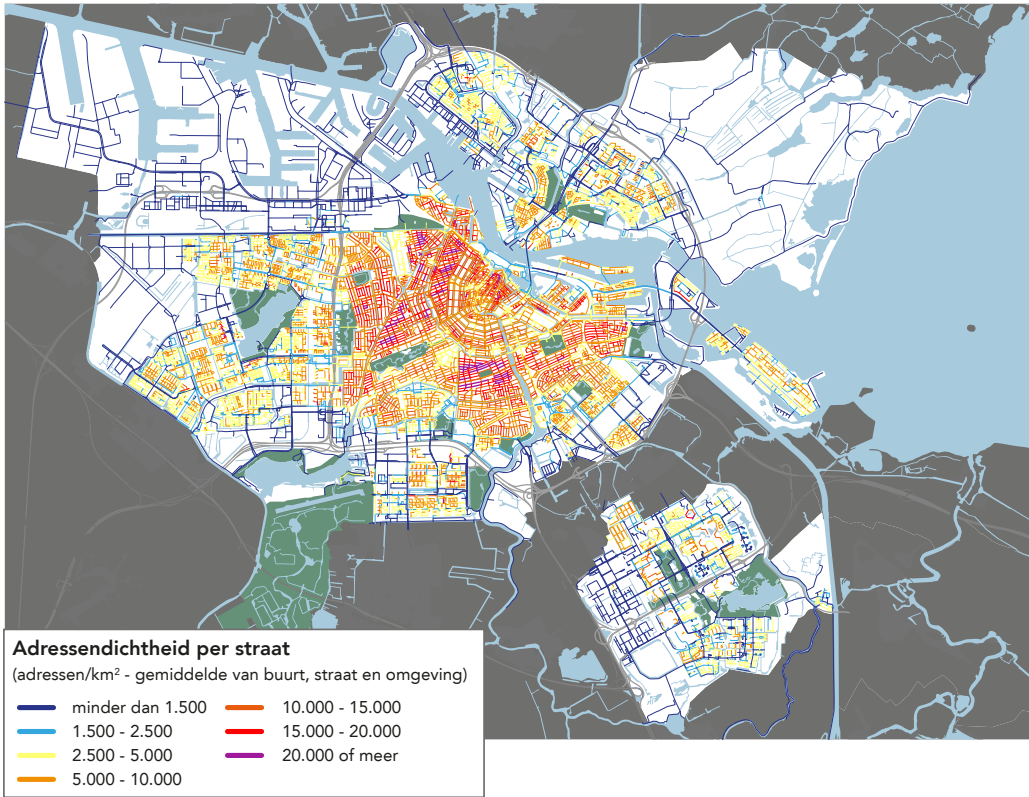 Adressendichtheid per straat
(adressen/km² - gemiddelde van buurt, straat en omgeving)
minder dan 1.500
1.500 - 2.500
2.500 - 5.000
5.000 - 10.000
10.000 - 15.000
15.000 - 20.000
20.000 of meer